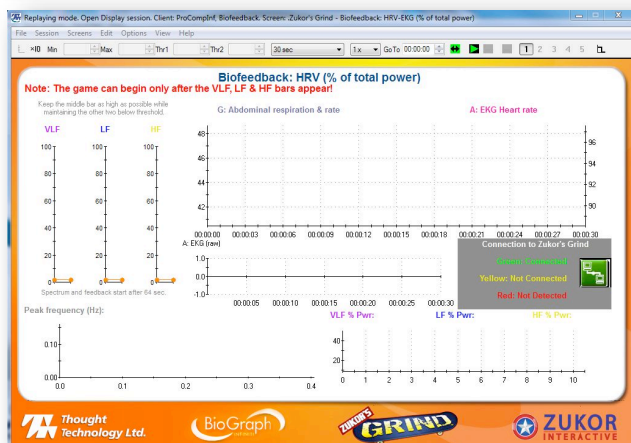 Replaying mode. Open Display session. Client: ProCompInf, Biofeedback. Screen: :Zukor's Grind - Biofeedback: HRV-EKG (% of total power)
File Session Screens Edit Options View Help
×10 Min Max Thr1 Thr2 30 sec 1 x Go To 00:00:00 1 2 3 4 5
Biofeedback: HRV (% of total power)
Note: The game can begin only after the VLF, LF & HF bars appear!
Keep the middle bar as high as possible while
maintaining the other two below threshold.
G: Abdominal respiration & rate A: EKG Heart rate
VLF LF HF
100 100 100
80 80 80
60 60 60
40 40 40
20 20 20
0 0 0
Spectrum and feedback start after 64 sec.
48
46
44
42
96
94
92
90
00:00:00 00:00:03 00:00:06 00:00:09 00:00:12 00:00:15 00:00:18 00:00:21 00:00:24 00:00:27 00:00:30
A: EKG (raw)
1.0
0.0
-1.0
00:00:05 00:00:10 00:00:15 00:00:20 00:00:25 00:00:30
Connection to Zukor's Grind
Green: Connected
Yellow: Not Connected
Red: Not Detected
Peak frequency (Hz):
0.10
0.00
0.0 0.1 0.2 0.3 0.4
VLF % Pwr: LF % Pwr: HF % Pwr:
40
20
0 1 2 3 4 5 6 7 8 9 10
Thought
Technology Ltd.
BioGraph
ZUKOR'S
GRIND
ZUKOR
INTERACTIVE